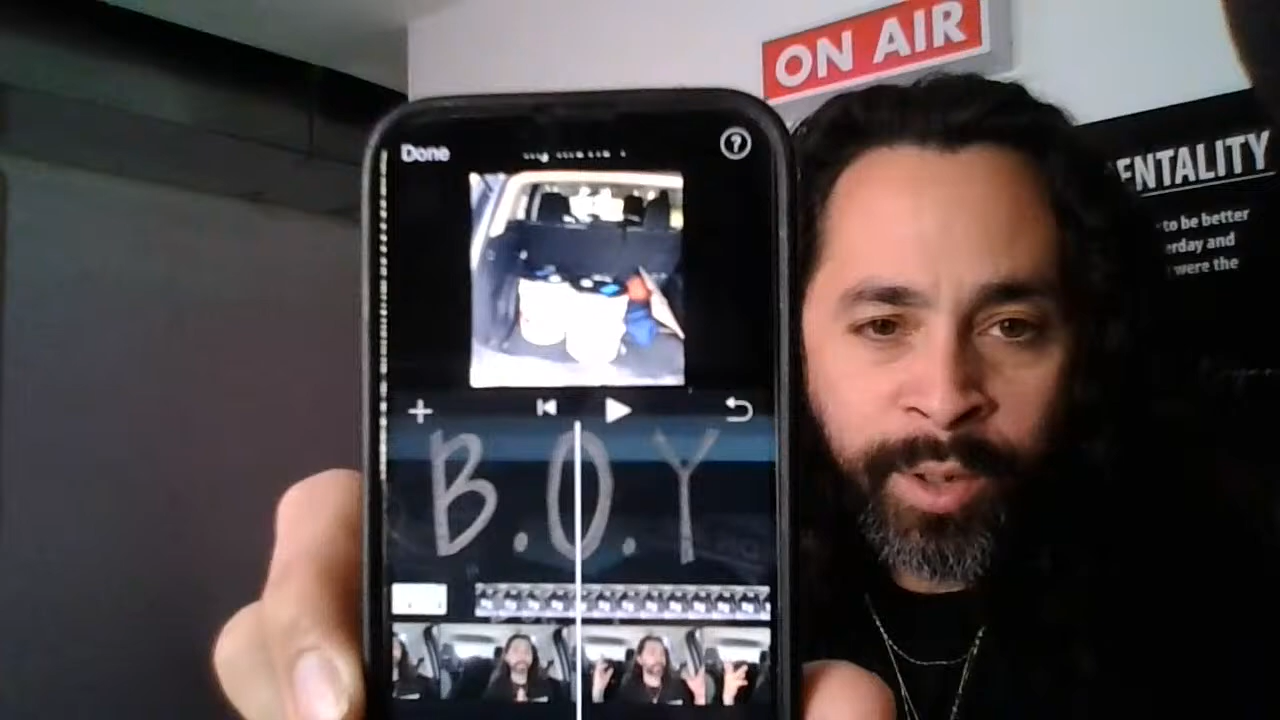 ON AIR
Done
?
ENTALITY
to be better
erday and
were the
B.O.Y